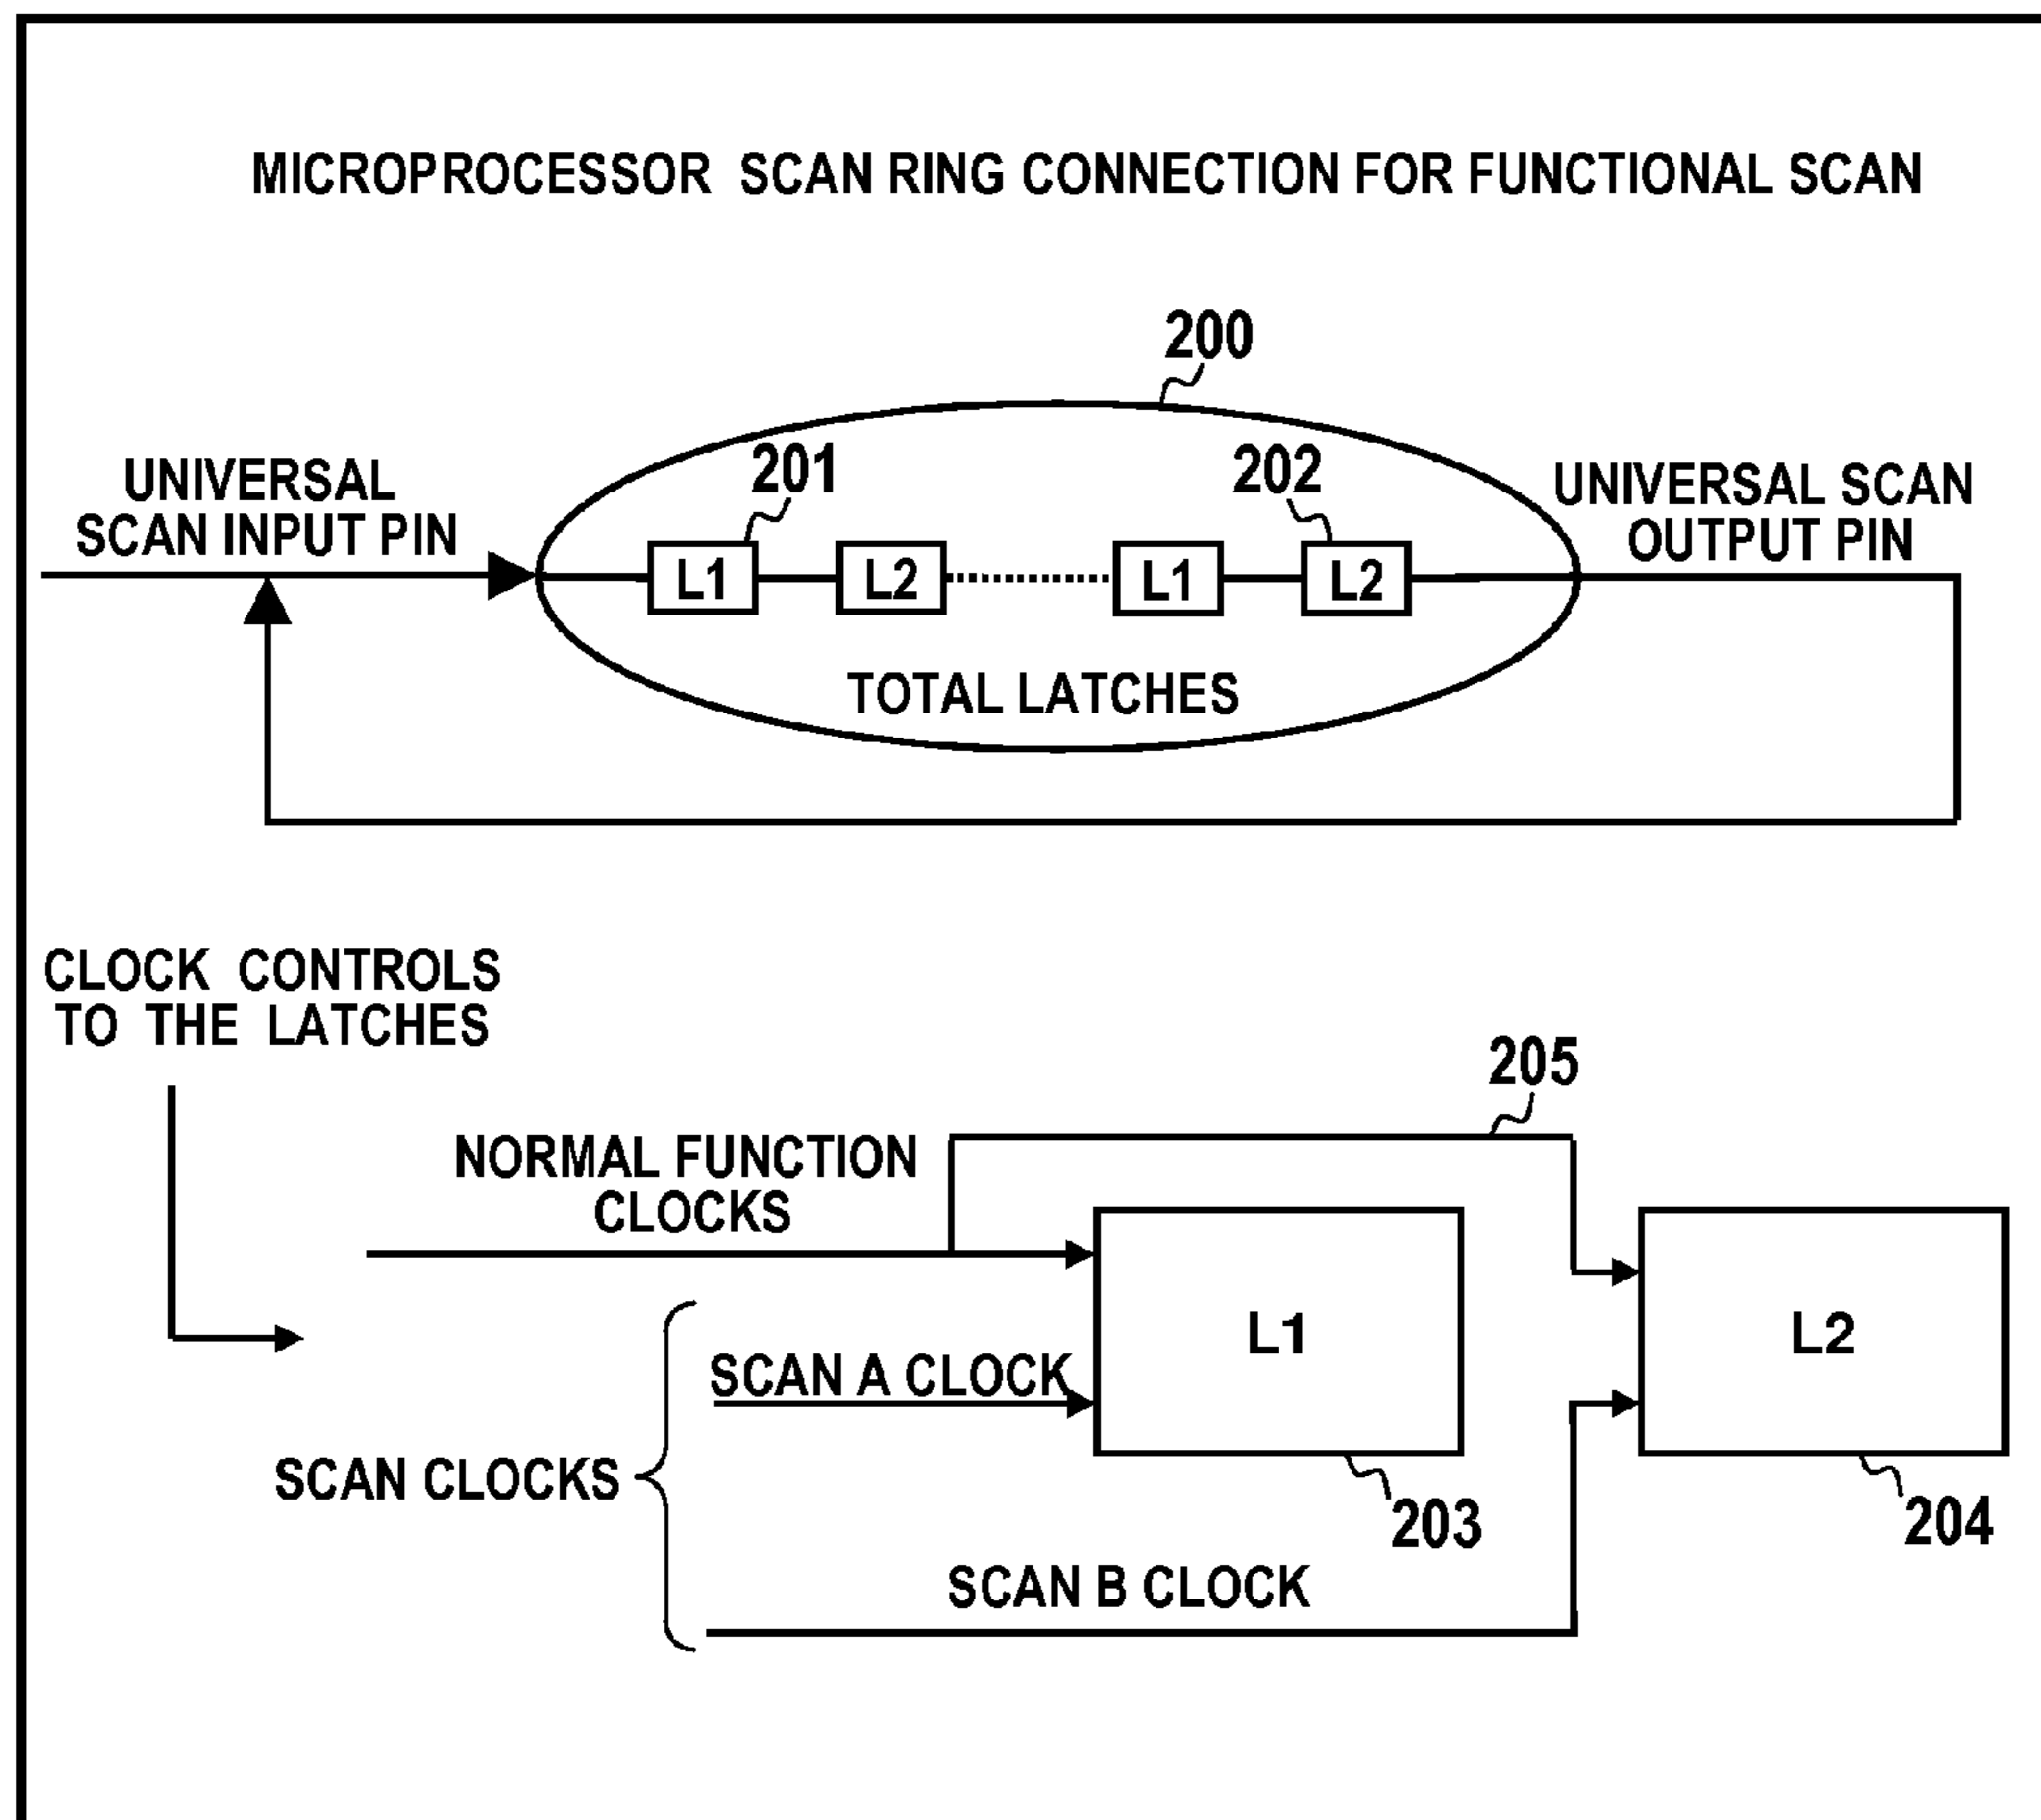 MICROPROCESSOR SCAN RING CONNECTION FOR FUNCTIONAL SCAN
200
201
202
UNIVERSAL
SCAN INPUT PIN
UNIVERSAL SCAN
OUTPUT PIN
L1
L2
L1
L2
TOTAL LATCHES
CLOCK CONTROLS
TO THE LATCHES
205
NORMAL FUNCTION
CLOCKS
L1
L2
SCAN A CLOCK
SCAN CLOCKS
203
204
SCAN B CLOCK